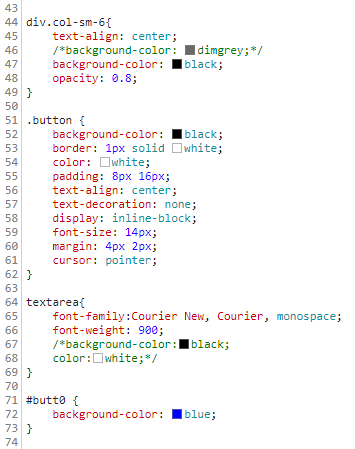 43
44 div.col-sm-6{
45     text-align: center;
46     /*background-color: dimgrey;*/
47     background-color: black;
48     opacity: 0.8;
49 }
50
51 .button {
52     background-color: black;
53     border: 1px solid white;
54     color: white;
55     padding: 8px 16px;
56     text-align: center;
57     text-decoration: none;
58     display: inline-block;
59     font-size: 14px;
60     margin: 4px 2px;
61     cursor: pointer;
62 }
63
64 textarea{
65     font-family:Courier New, Courier, monospace;
66     font-weight: 900;
67     /*background-color:black;
68     color:white;*/
69 }
70
71 #butt0 {
72     background-color: blue;
73 }
74